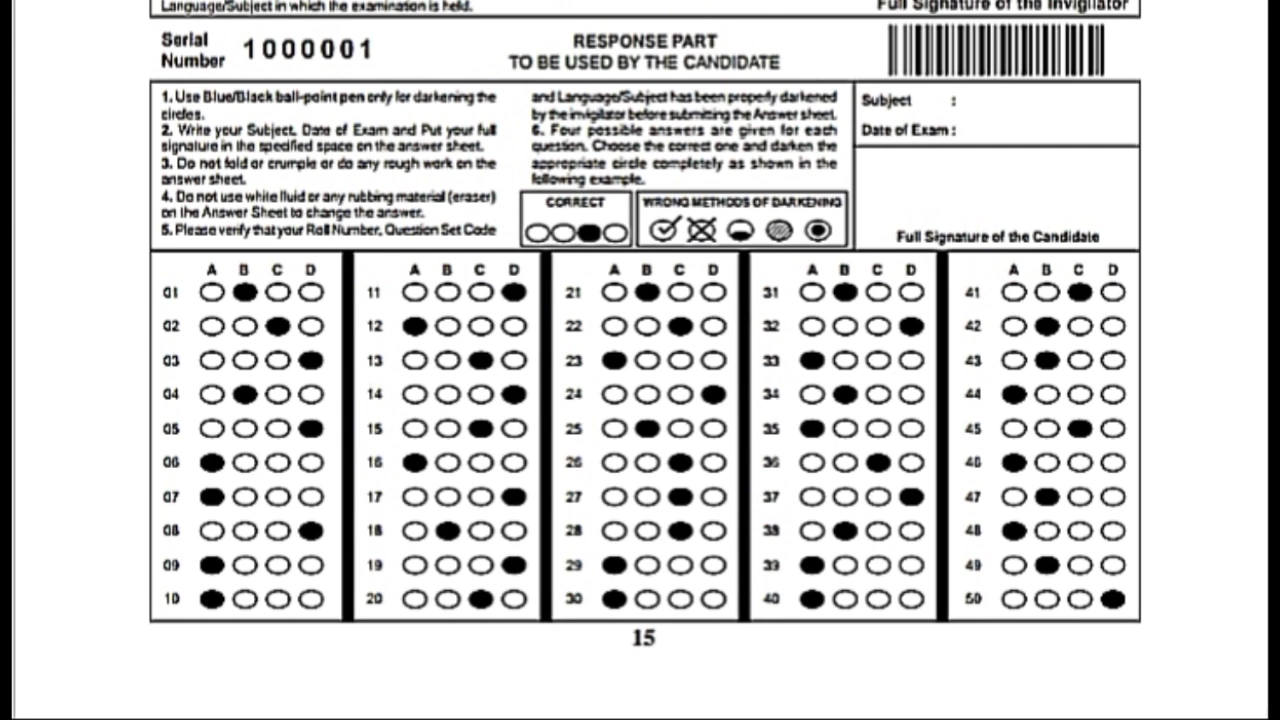 Language/Subject in which the examination is held.
Full Signature of the Invigilator
Serial
Number
1000001
RESPONSE PART
TO BE USED BY THE CANDIDATE
1. Use Blue/Black ball-point pen only for darkening the
circles.
2. Write your Subject, Date of Exam and Put your full
signature in the specified space on the answer sheet.
3. Do not fold or crumple or do any rough work on the
answer sheet.
4. Do not use white fluid or any rubbing material (eraser)
on the Answer Sheet to change the answer.
5. Please verify that your Roll Number, Question Set Code
and Language/Subject has been properly darkened
by the invigilator before submitting the Answer sheet.
6. Four possible answers are given for each
question. Choose the correct one and darken the
appropriate circle completely as shown in the
following example.
CORRECT
WRONG METHODS OF DARKENING
Subject :
Date of Exam :
Full Signature of the Candidate
A B C D
01
02
03
04
05
06
07
08
09
10
A B C D
11
12
13
14
15
16
17
18
19
20
A B C D
21
22
23
24
25
26
27
28
29
30
A B C D
31
32
33
34
35
36
37
38
39
40
A B C D
41
42
43
44
45
46
47
48
49
50
15